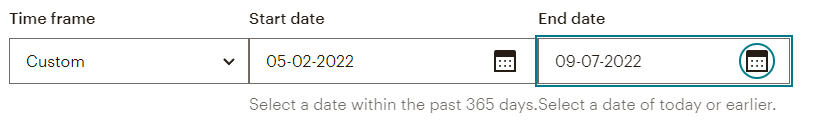 Time frame Start date End date
Custom 05-02-2022 09-07-2022
Select a date within the past 365 days. Select a date of today or earlier.